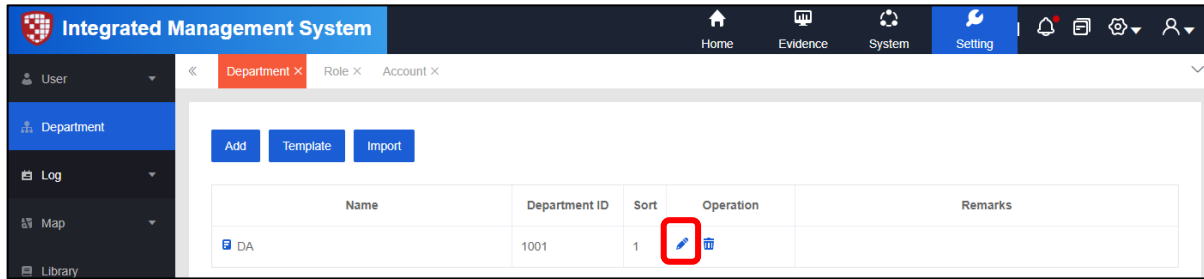 Integrated Management System
Home Evidence System Setting
User
Department Role Account
Department
Add Template Import
Log
Name Department ID Sort Operation Remarks
Map
DA 1001 1
Library